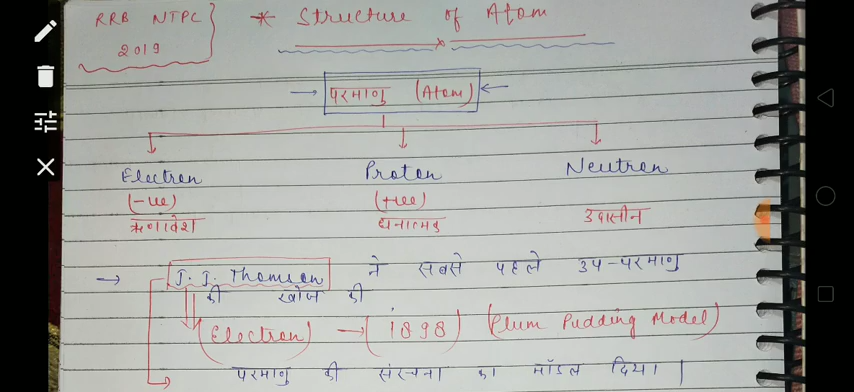 RRB NTPC
2019
* Structure of Atom
परमाणु (Atom)
Electron Proton Neutron
(-ve) (+ve)
ऋणावेश धनात्मक उदासीन
→ J. J. Thomson ने सबसे पहले उप-परमाणु
की खोज की
(Electron) → (1898) (Plum Pudding Model)
परमाणु की संरचना का मॉडल दिया |